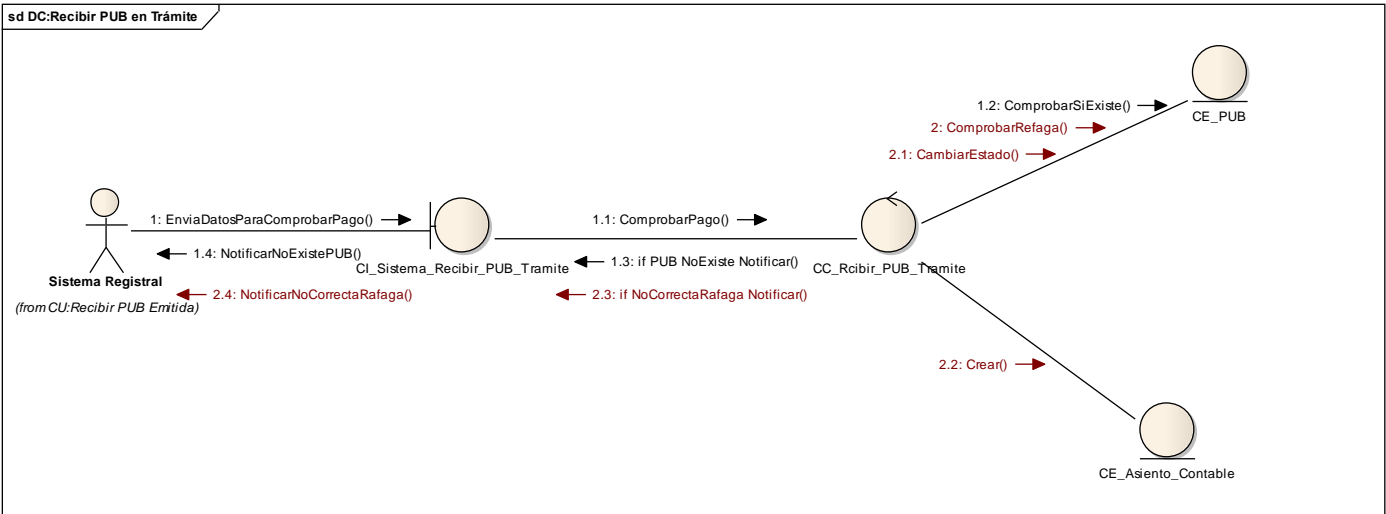 sd DC:Recibir PUB en Trámite
1.2: ComprobarSiExiste()
CE_PUB
2: ComprobarRefaga()
2.1: CambiarEstado()
1: EnviaDatosParaComprobarPago()
1.1: ComprobarPago()
1.4: NotificarNoExistePUB()
CI_Sistema_Recibir_PUB_Tramite
1.3: if PUB NoExiste Notificar()
CC_Rcibir_PUB_Tramite
Sistema Registral
2.4: NotificarNoCorrectaRafaga()
2.3: if NoCorrectaRafaga Notificar()
(from CU:Recibir PUB Emitida)
2.2: Crear()
CE_Asiento_Contable